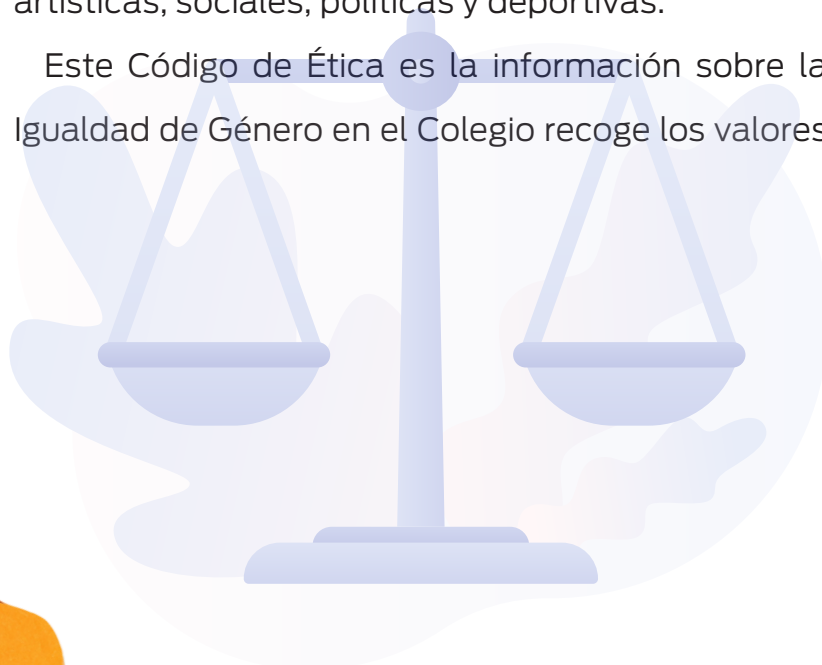 artísticas, sociales, políticas y deportivas.
Este Código de Ética es la información sobre la
Igualdad de Género en el Colegio recoge los valores